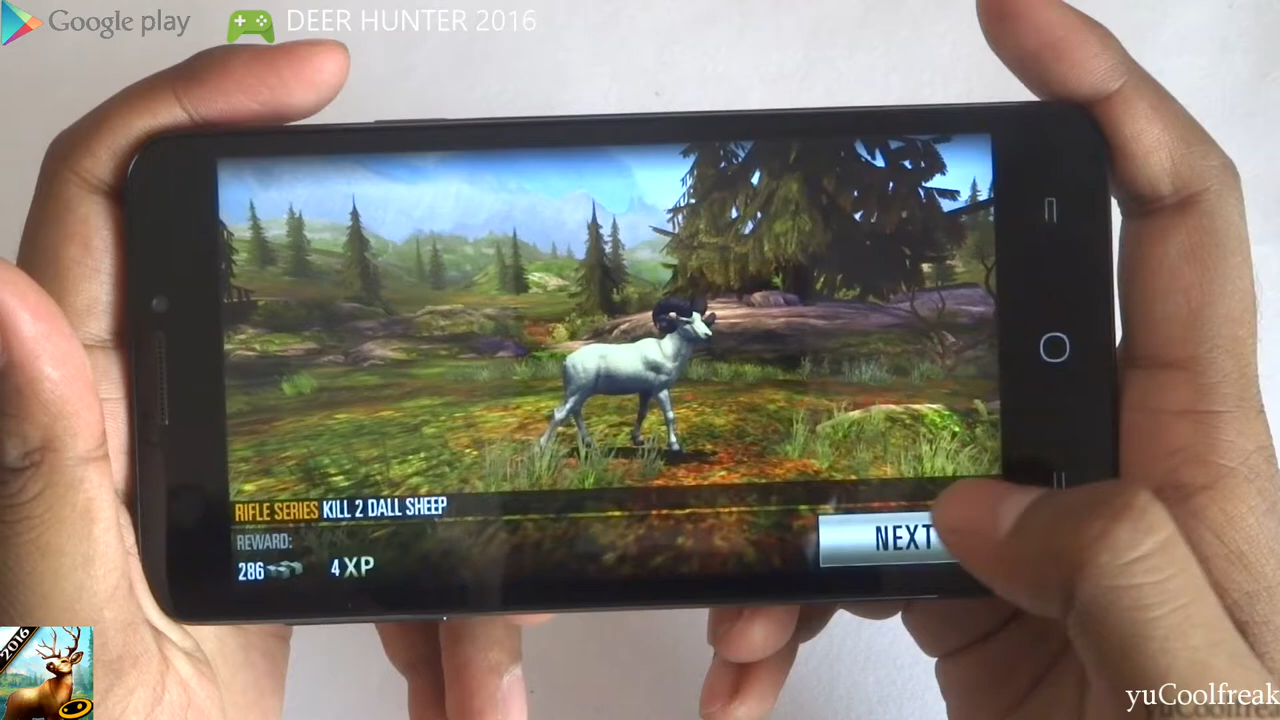 Google play
DEER HUNTER 2016
RIFLE SERIES KILL 2 DALL SHEEP
REWARD:
286 4 XP
NEXT
2016
yuCoolfreak